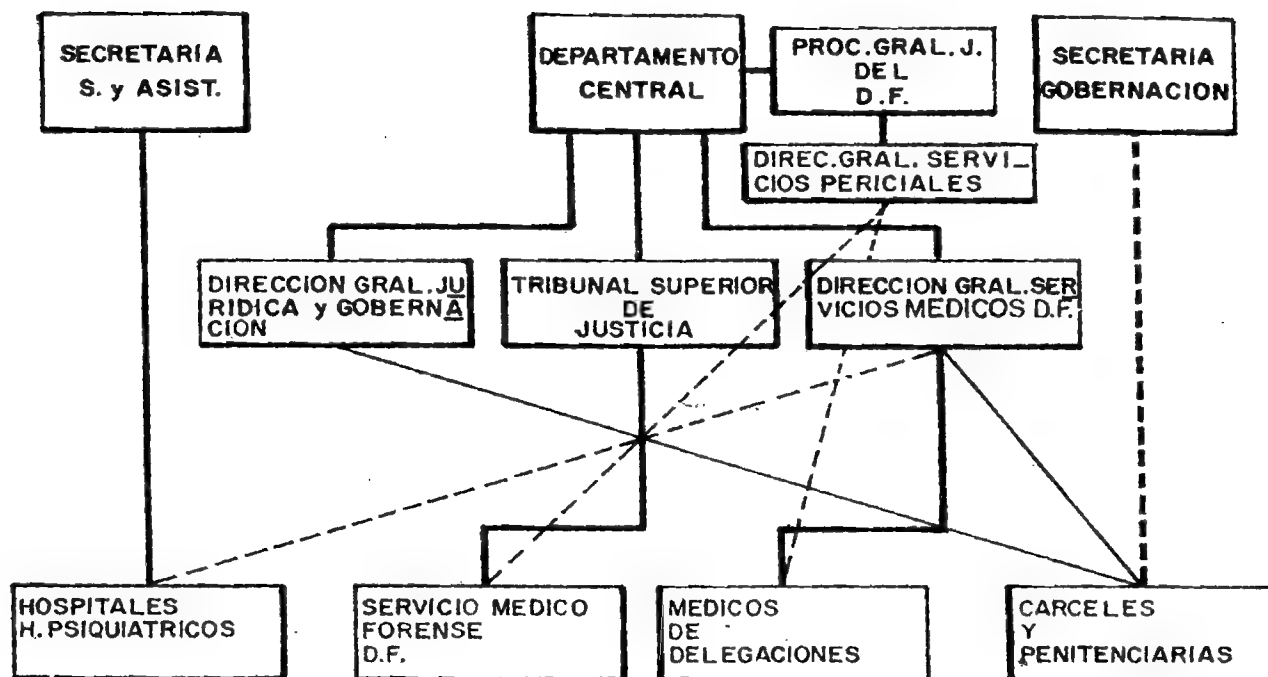 SECRETARIA
S. y ASIST.
DEPARTAMENTO
CENTRAL
PROC.GRAL.J.
DEL
D.F.
SECRETARIA
GOBERNACION
DIREC.GRAL.SERVI_
CIOS PERICIALES
DIRECCION GRAL.JU
RIDICA y GOBERNA
CION
TRIBUNAL SUPERIOR
DE
JUSTICIA
DIRECCION GRAL.SER
VICIOS MEDICOS D.F.
HOSPITALES
H.PSIQUIATRICOS
SERVICIO MEDICO
FORENSE
D.F.
MEDICOS
DE
DELEGACIONES
CARCELES
Y
PENITENCIARIAS